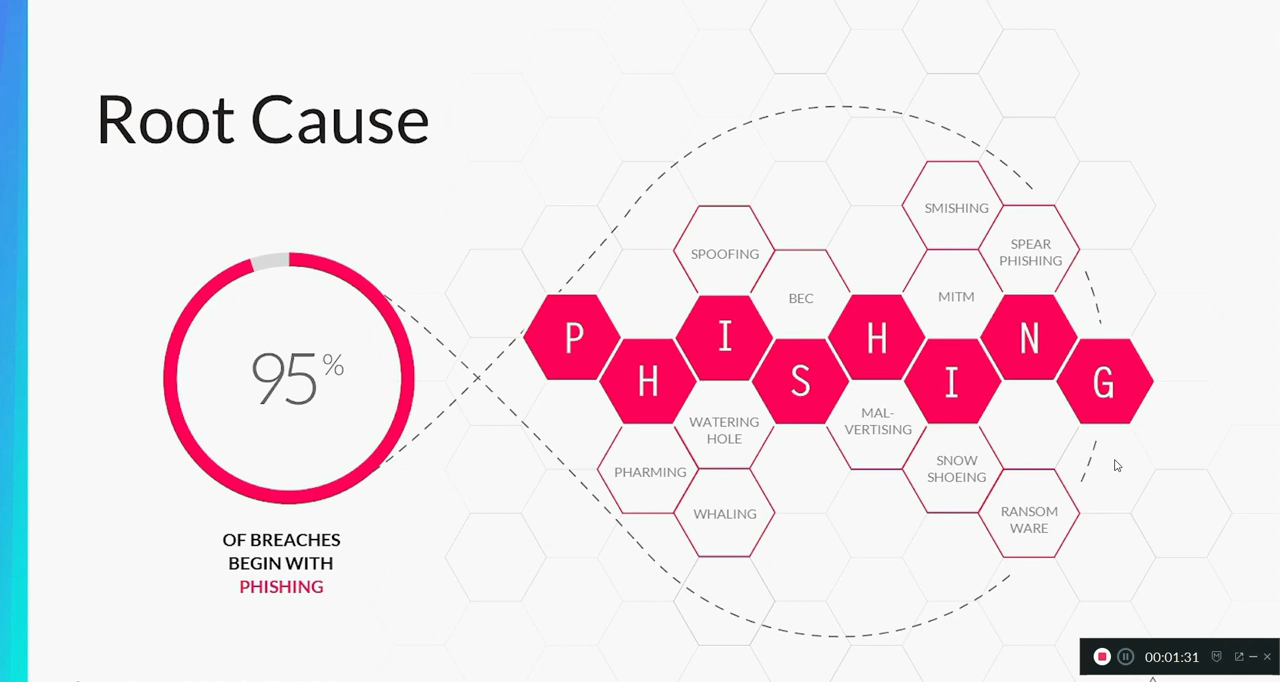 Root Cause
95%
OF BREACHES
BEGIN WITH
PHISHING
SMISHING
SPEAR
PHISHING
SPOOFING
BEC
MITM
P H I S H I N G
WATERING
HOLE
MAL-
VERTISING
PHARMING
SNOW
SHOEING
WHALING
RANSOM
WARE
00:01:31